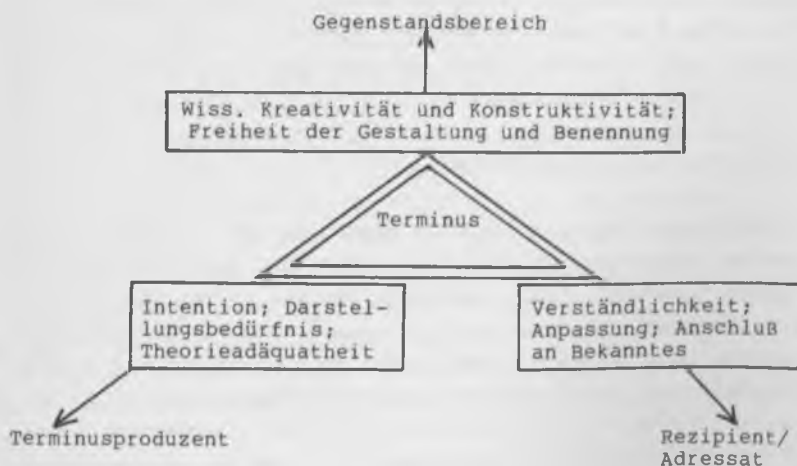 Gegenstandsbereich
Wiss. Kreativität und Konstruktivität;
Freiheit der Gestaltung und Benennung
Terminus
Intention; Darstel-
lungsbedürfnis;
Theorieadäquatheit
Verständlichkeit;
Anpassung; Anschluß
an Bekanntes
Terminusproduzent
Rezipient/
Adressat